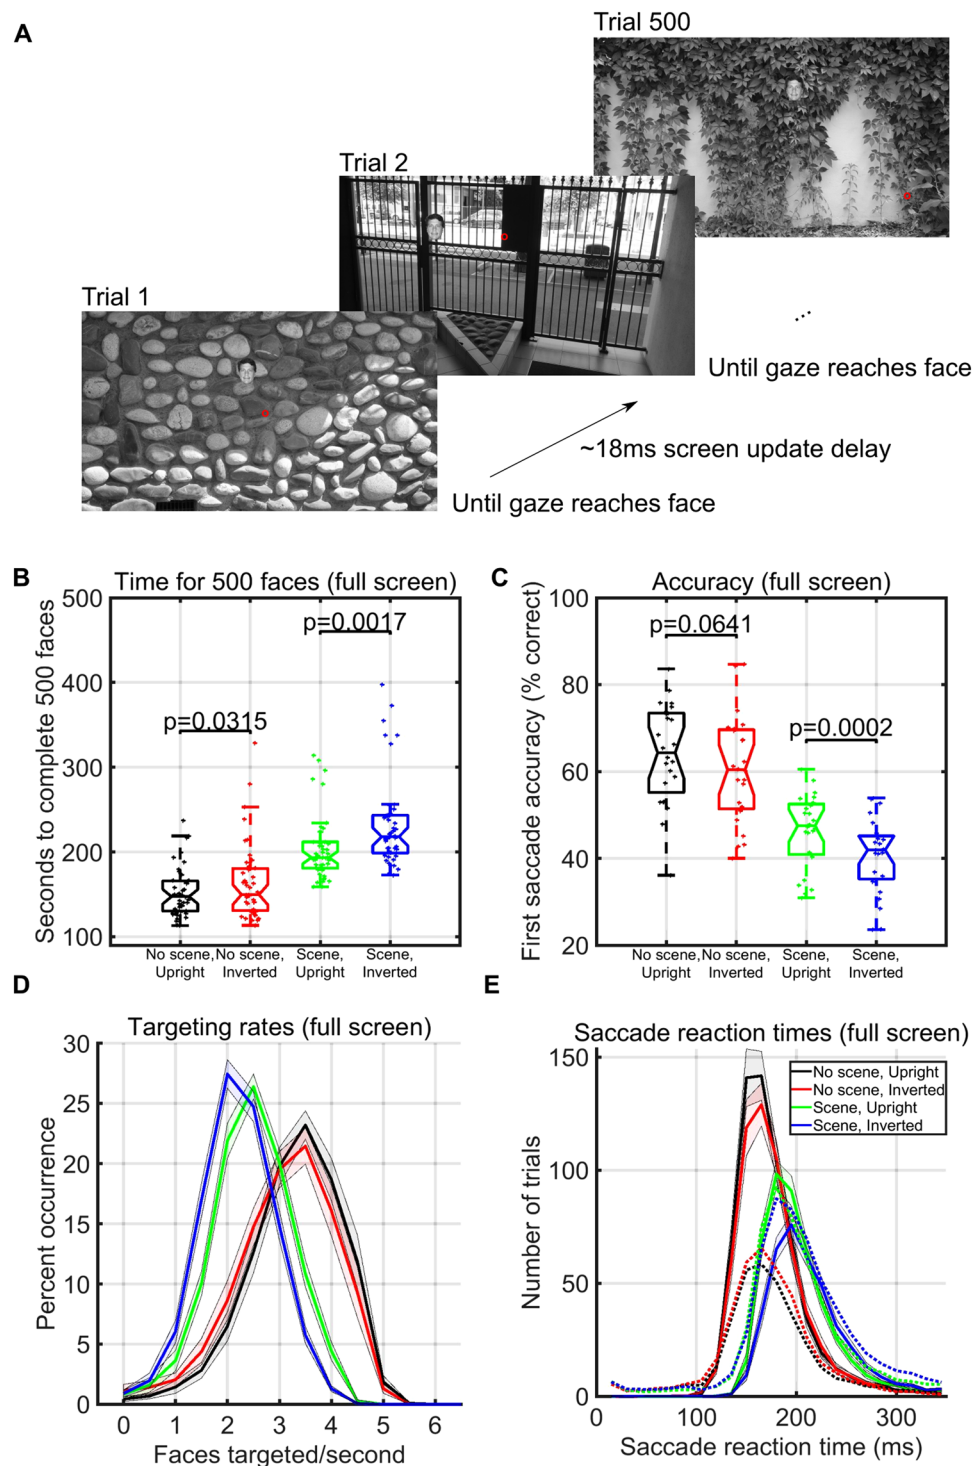 A
Trial 500
Trial 2
Trial 1
...
Until gaze reaches face
~18ms screen update delay
Until gaze reaches face
B
Time for 500 faces (full screen)
Seconds to complete 500 faces
500
400
300
200
100
p=0.0315
p=0.0017
No scene, Upright
No scene, Inverted
Scene, Upright
Scene, Inverted
C
Accuracy (full screen)
First saccade accuracy (% correct)
100
80
60
40
20
p=0.0641
p=0.0002
No scene, Upright
No scene, Inverted
Scene, Upright
Scene, Inverted
D
Targeting rates (full screen)
Percent occurrence
30
25
20
15
10
5
0
0 1 2 3 4 5 6
Faces targeted/second
E
Saccade reaction times (full screen)
Number of trials
150
100
50
0
0 100 200 300
Saccade reaction time (ms)
No scene, Upright
No scene, Inverted
Scene, Upright
Scene, Inverted